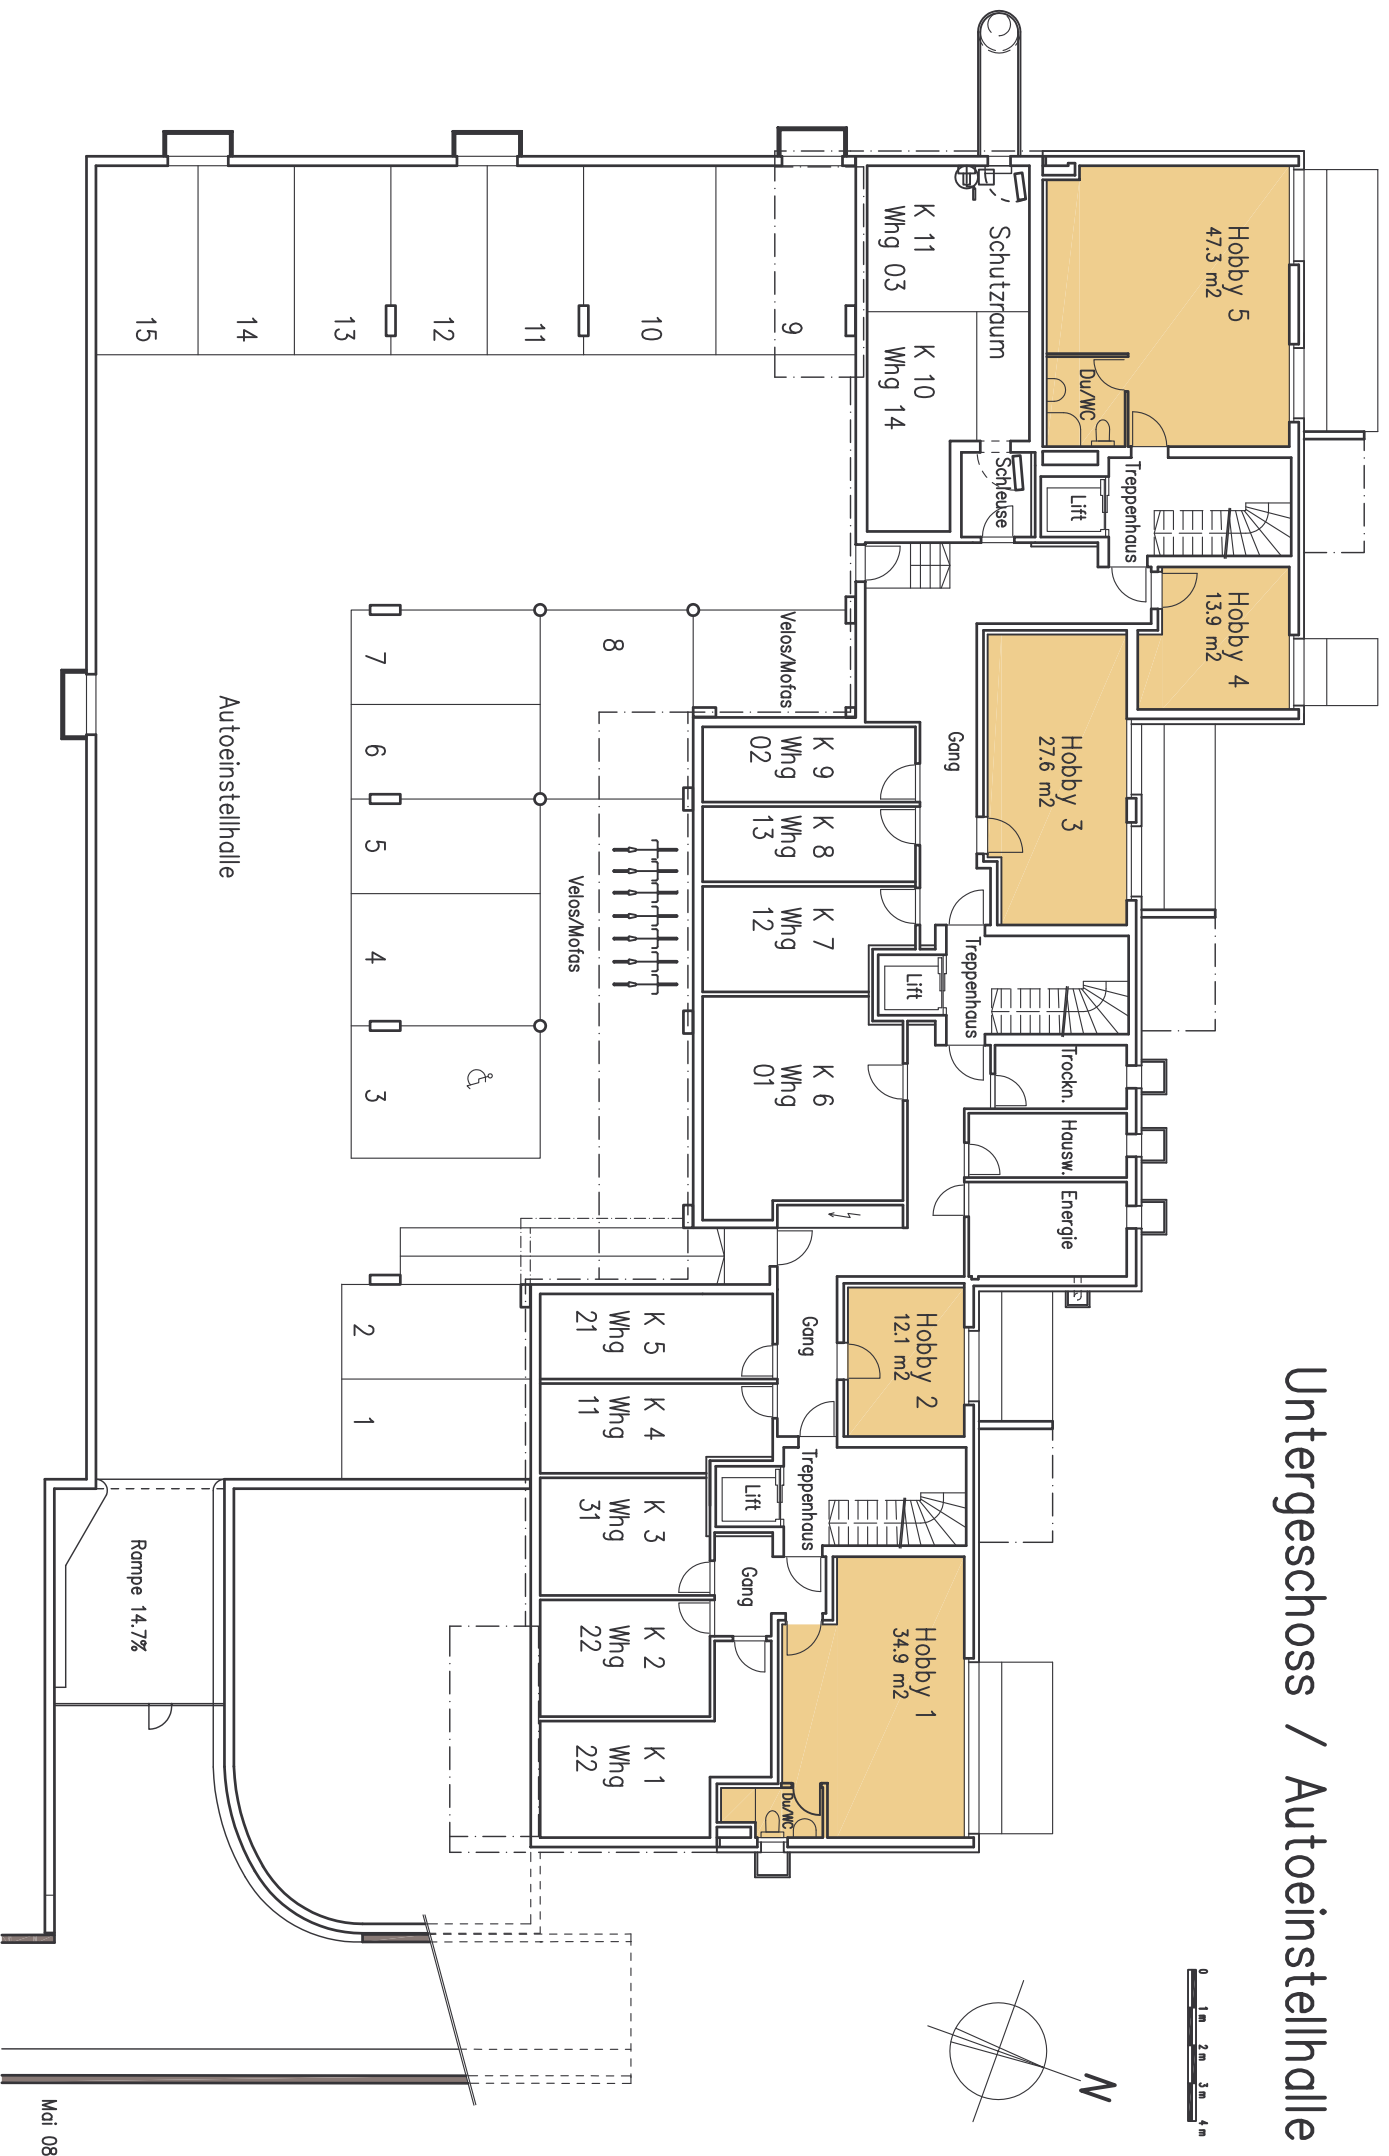 Untergeschoss / Autoeinstellhalle
0 1 m 2 m 3 m 4 m
N
Hobby 5
47.3 m2
Du/WC
Treppenhaus
Lift
Hobby 4
13.9 m2
Schutzraum
K 11
Whg 03
K 10
Whg 14
Schleuse
Hobby 3
27.6 m2
Gang
Treppenhaus
Lift
Trockn.
Hausw.
Energie
K 9
Whg
02
K 8
Whg
13
K 7
Whg
12
K 6
Whg
01
Hobby 2
12.1 m2
Gang
Treppenhaus
Lift
Gang
Hobby 1
34.9 m2
Du/WC
K 5
Whg
21
K 4
Whg
11
K 3
Whg
31
K 2
Whg
22
K 1
Whg
22
Velos/Mofas
Velos/Mofas
9
10
11
12
13
14
15
8
7
6
5
4
3
2
1
Autoeinstellhalle
Rampe 14.7%
Mai 08